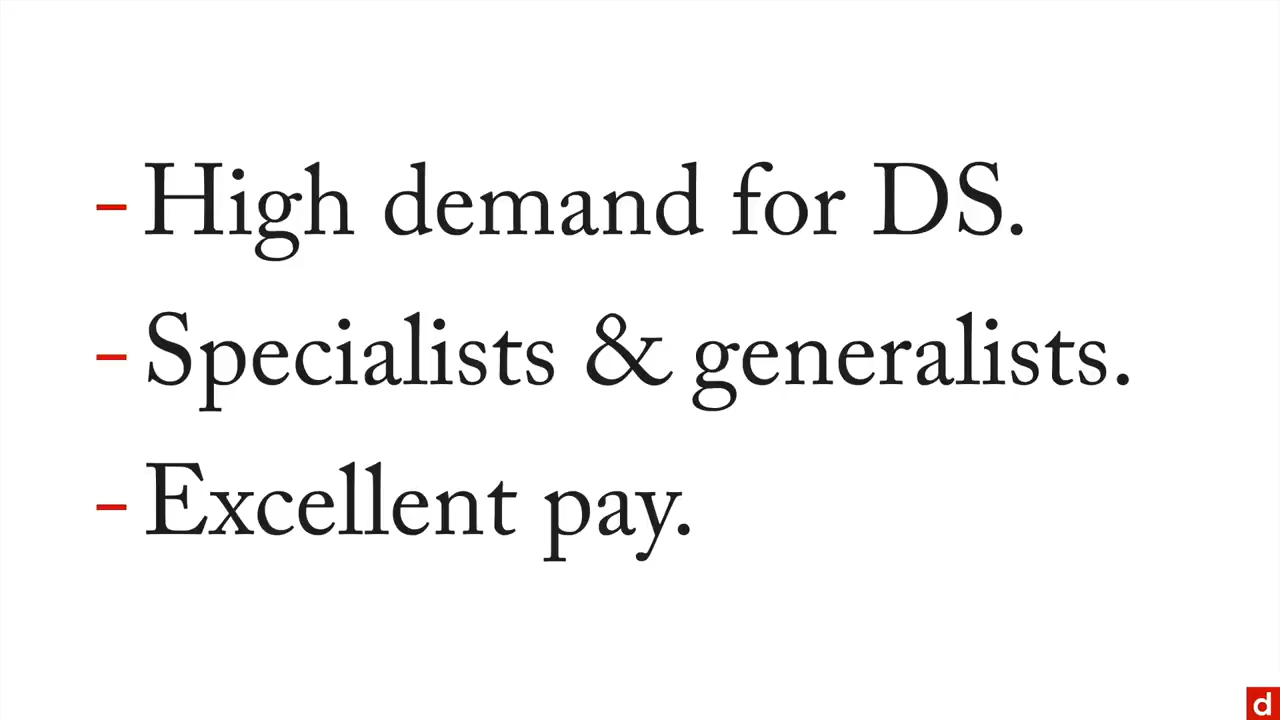 - High demand for DS.
- Specialists & generalists.
- Excellent pay.
d